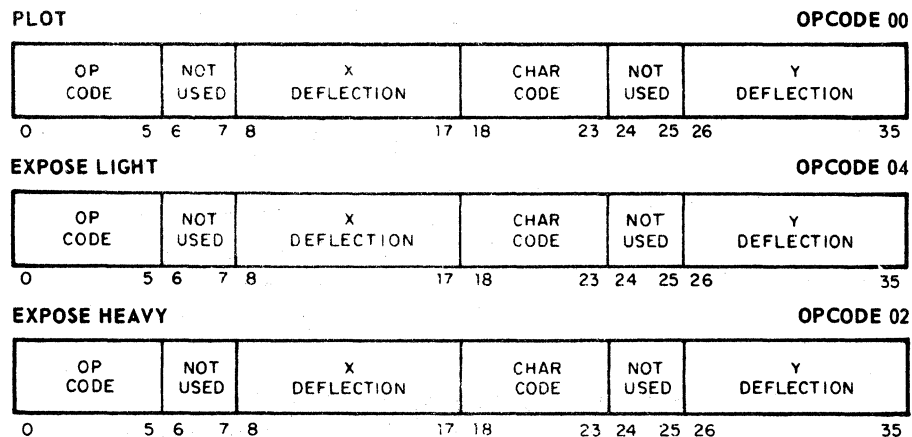 PLOT OPCODE 00
OP CODE NOT USED X DEFLECTION CHAR CODE NOT USED Y DEFLECTION
0 5 6 7 8 17 18 23 24 25 26 35
EXPOSE LIGHT OPCODE 04
OP CODE NOT USED X DEFLECTION CHAR CODE NOT USED Y DEFLECTION
0 5 6 7 8 17 18 23 24 25 26 35
EXPOSE HEAVY OPCODE 02
OP CODE NOT USED X DEFLECTION CHAR CODE NOT USED Y DEFLECTION
0 5 6 7 8 17 18 23 24 25 26 35